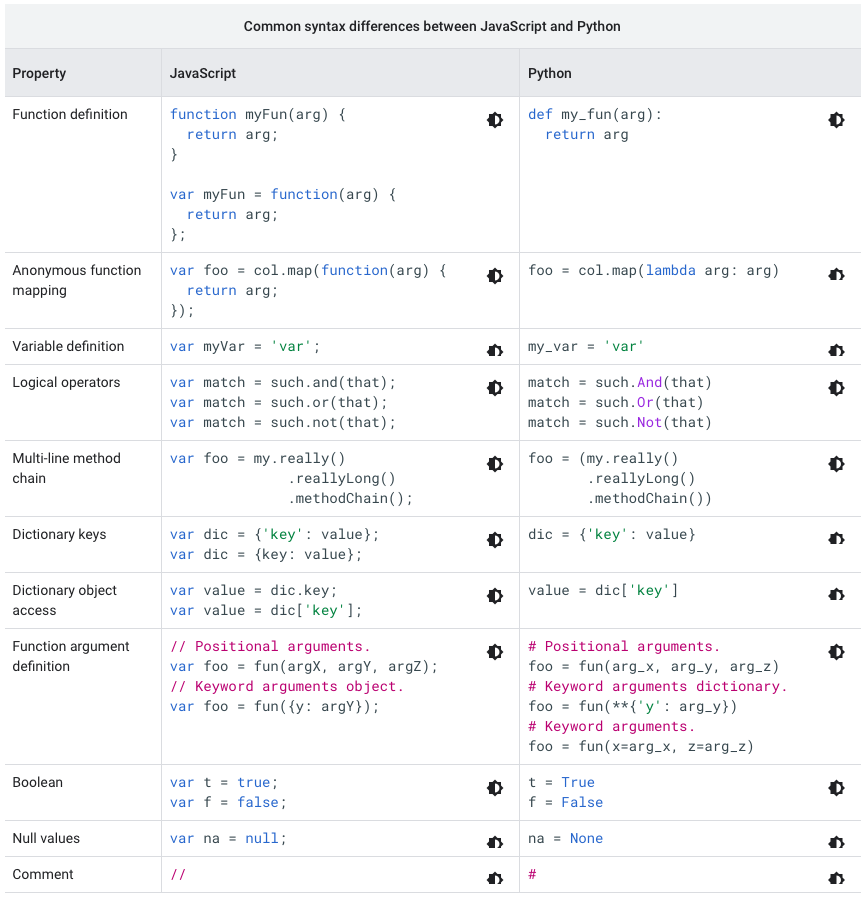 Common syntax differences between JavaScript and Python
Property JavaScript Python
Function definition
function myFun(arg) {
  return arg;
}

var myFun = function(arg) {
  return arg;
};
def my_fun(arg):
  return arg
Anonymous function
mapping
var foo = col.map(function(arg) {
  return arg;
});
foo = col.map(lambda arg: arg)
Variable definition
var myVar = 'var';
my_var = 'var'
Logical operators
var match = such.and(that);
var match = such.or(that);
var match = such.not(that);
match = such.And(that)
match = such.Or(that)
match = such.Not(that)
Multi-line method
chain
var foo = my.really()
              .reallyLong()
              .methodChain();
foo = (my.really()
       .reallyLong()
       .methodChain())
Dictionary keys
var dic = {'key': value};
var dic = {key: value};
dic = {'key': value}
Dictionary object
access
var value = dic.key;
var value = dic['key'];
value = dic['key']
Function argument
definition
// Positional arguments.
var foo = fun(argX, argY, argZ);
// Keyword arguments object.
var foo = fun({y: argY});
# Positional arguments.
foo = fun(arg_x, arg_y, arg_z)
# Keyword arguments dictionary.
foo = fun(**{'y': arg_y})
# Keyword arguments.
foo = fun(x=arg_x, z=arg_z)
Boolean
var t = true;
var f = false;
t = True
f = False
Null values
var na = null;
na = None
Comment
//
#